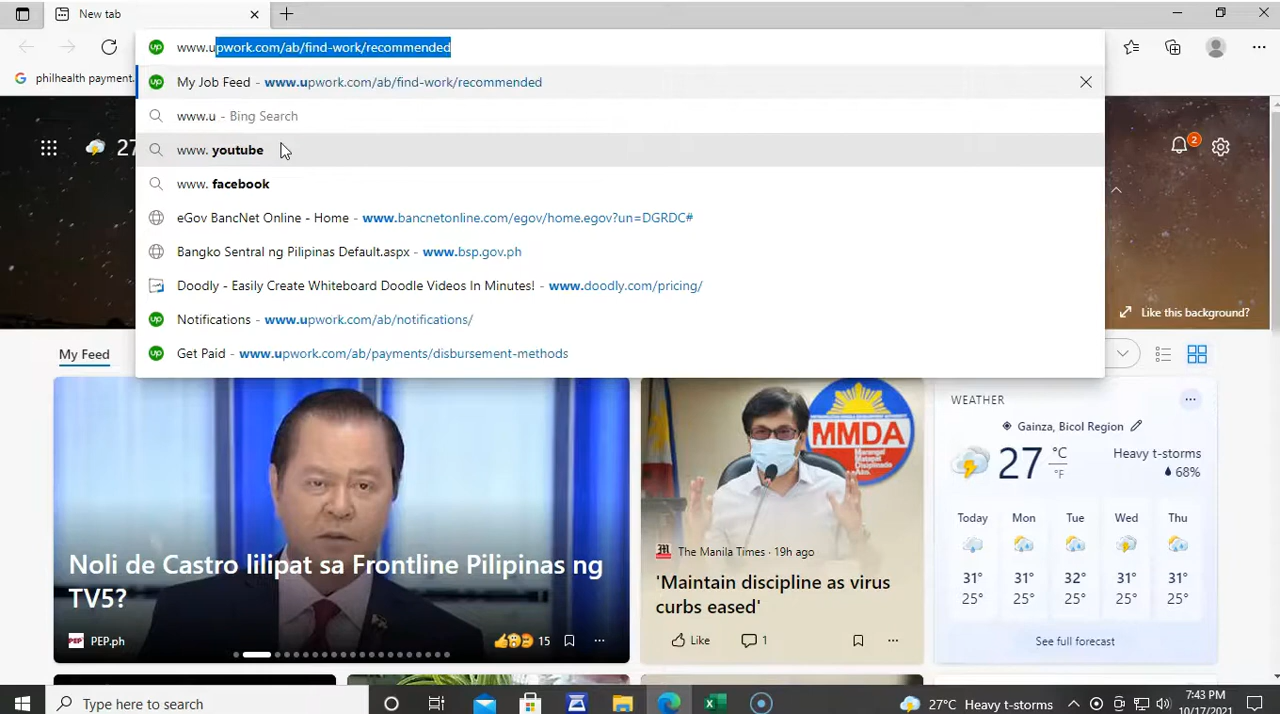 New tab
www.upwork.com/ab/find-work/recommended
philhealth payment.
My Job Feed - www.upwork.com/ab/find-work/recommended
www.u - Bing Search
www. youtube
www. facebook
eGov BancNet Online - Home - www.bancnetonline.com/egov/home.egov?un=DGRDC#
Bangko Sentral ng Pilipinas Default.aspx - www.bsp.gov.ph
Doodly - Easily Create Whiteboard Doodle Videos In Minutes! - www.doodly.com/pricing/
Notifications - www.upwork.com/ab/notifications/
Get Paid - www.upwork.com/ab/payments/disbursement-methods
27
2
Like this background?
My Feed
Noli de Castro lilipat sa Frontline Pilipinas ng
TV5?
PEP
PEP.ph
15
MMDA
The Manila Times · 19h ago
'Maintain discipline as virus
curbs eased'
Like
1
WEATHER
Gainza, Bicol Region
27 °C
°F
Heavy t-storms
68%
Today Mon Tue Wed Thu
31° 31° 32° 31° 31°
25° 25° 25° 25° 25°
See full forecast
Type here to search
27°C Heavy t-storms
7:43 PM
10/17/2021